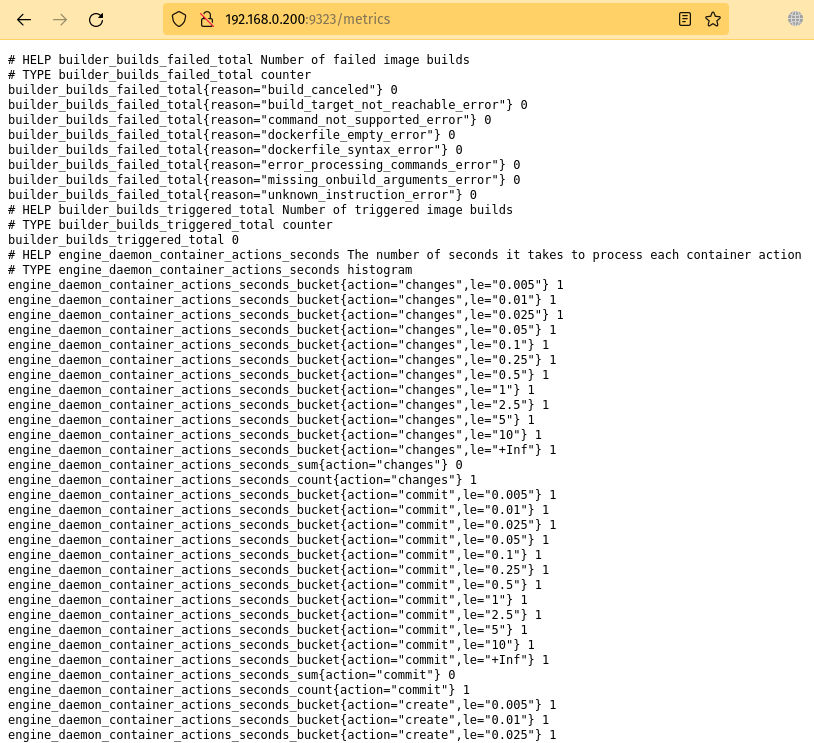 192.168.0.200:9323/metrics
# HELP builder_builds_failed_total Number of failed image builds
# TYPE builder_builds_failed_total counter
builder_builds_failed_total{reason="build_canceled"} 0
builder_builds_failed_total{reason="build_target_not_reachable_error"} 0
builder_builds_failed_total{reason="command_not_supported_error"} 0
builder_builds_failed_total{reason="dockerfile_empty_error"} 0
builder_builds_failed_total{reason="dockerfile_syntax_error"} 0
builder_builds_failed_total{reason="error_processing_commands_error"} 0
builder_builds_failed_total{reason="missing_onbuild_arguments_error"} 0
builder_builds_failed_total{reason="unknown_instruction_error"} 0
# HELP builder_builds_triggered_total Number of triggered image builds
# TYPE builder_builds_triggered_total counter
builder_builds_triggered_total 0
# HELP engine_daemon_container_actions_seconds The number of seconds it takes to process each container action
# TYPE engine_daemon_container_actions_seconds histogram
engine_daemon_container_actions_seconds_bucket{action="changes",le="0.005"} 1
engine_daemon_container_actions_seconds_bucket{action="changes",le="0.01"} 1
engine_daemon_container_actions_seconds_bucket{action="changes",le="0.025"} 1
engine_daemon_container_actions_seconds_bucket{action="changes",le="0.05"} 1
engine_daemon_container_actions_seconds_bucket{action="changes",le="0.1"} 1
engine_daemon_container_actions_seconds_bucket{action="changes",le="0.25"} 1
engine_daemon_container_actions_seconds_bucket{action="changes",le="0.5"} 1
engine_daemon_container_actions_seconds_bucket{action="changes",le="1"} 1
engine_daemon_container_actions_seconds_bucket{action="changes",le="2.5"} 1
engine_daemon_container_actions_seconds_bucket{action="changes",le="5"} 1
engine_daemon_container_actions_seconds_bucket{action="changes",le="10"} 1
engine_daemon_container_actions_seconds_bucket{action="changes",le="+Inf"} 1
engine_daemon_container_actions_seconds_sum{action="changes"} 0
engine_daemon_container_actions_seconds_count{action="changes"} 1
engine_daemon_container_actions_seconds_bucket{action="commit",le="0.005"} 1
engine_daemon_container_actions_seconds_bucket{action="commit",le="0.01"} 1
engine_daemon_container_actions_seconds_bucket{action="commit",le="0.025"} 1
engine_daemon_container_actions_seconds_bucket{action="commit",le="0.05"} 1
engine_daemon_container_actions_seconds_bucket{action="commit",le="0.1"} 1
engine_daemon_container_actions_seconds_bucket{action="commit",le="0.25"} 1
engine_daemon_container_actions_seconds_bucket{action="commit",le="0.5"} 1
engine_daemon_container_actions_seconds_bucket{action="commit",le="1"} 1
engine_daemon_container_actions_seconds_bucket{action="commit",le="2.5"} 1
engine_daemon_container_actions_seconds_bucket{action="commit",le="5"} 1
engine_daemon_container_actions_seconds_bucket{action="commit",le="10"} 1
engine_daemon_container_actions_seconds_bucket{action="commit",le="+Inf"} 1
engine_daemon_container_actions_seconds_sum{action="commit"} 0
engine_daemon_container_actions_seconds_count{action="commit"} 1
engine_daemon_container_actions_seconds_bucket{action="create",le="0.005"} 1
engine_daemon_container_actions_seconds_bucket{action="create",le="0.01"} 1
engine_daemon_container_actions_seconds_bucket{action="create",le="0.025"} 1